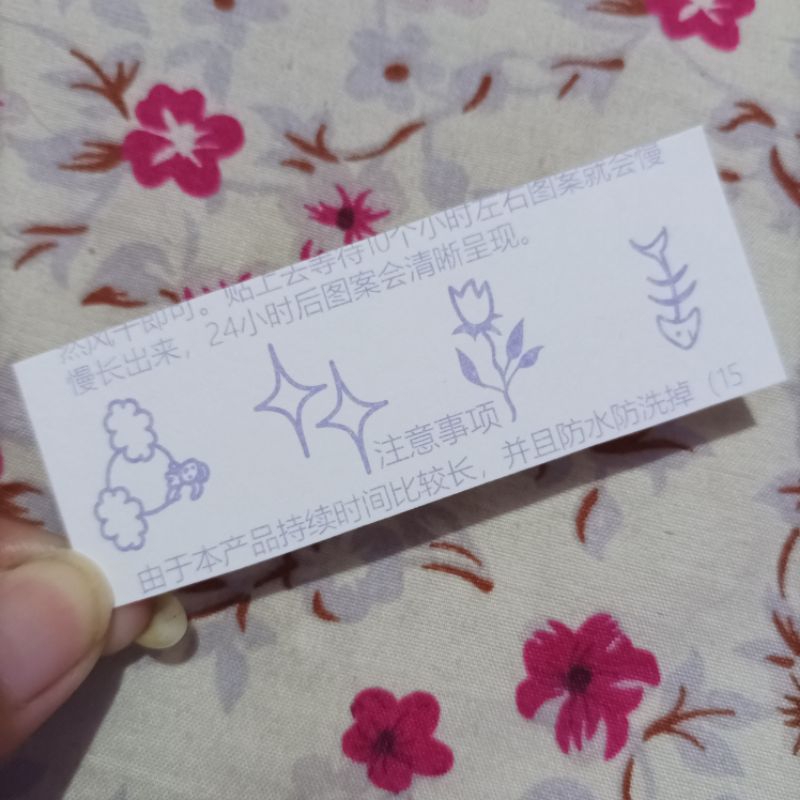 然风干即可。贴上去等待10个小时左右图案就会慢
慢长出来，24小时后图案会清晰呈现。
注意事项
由于本产品持续时间比较长，并且防水防洗掉（15